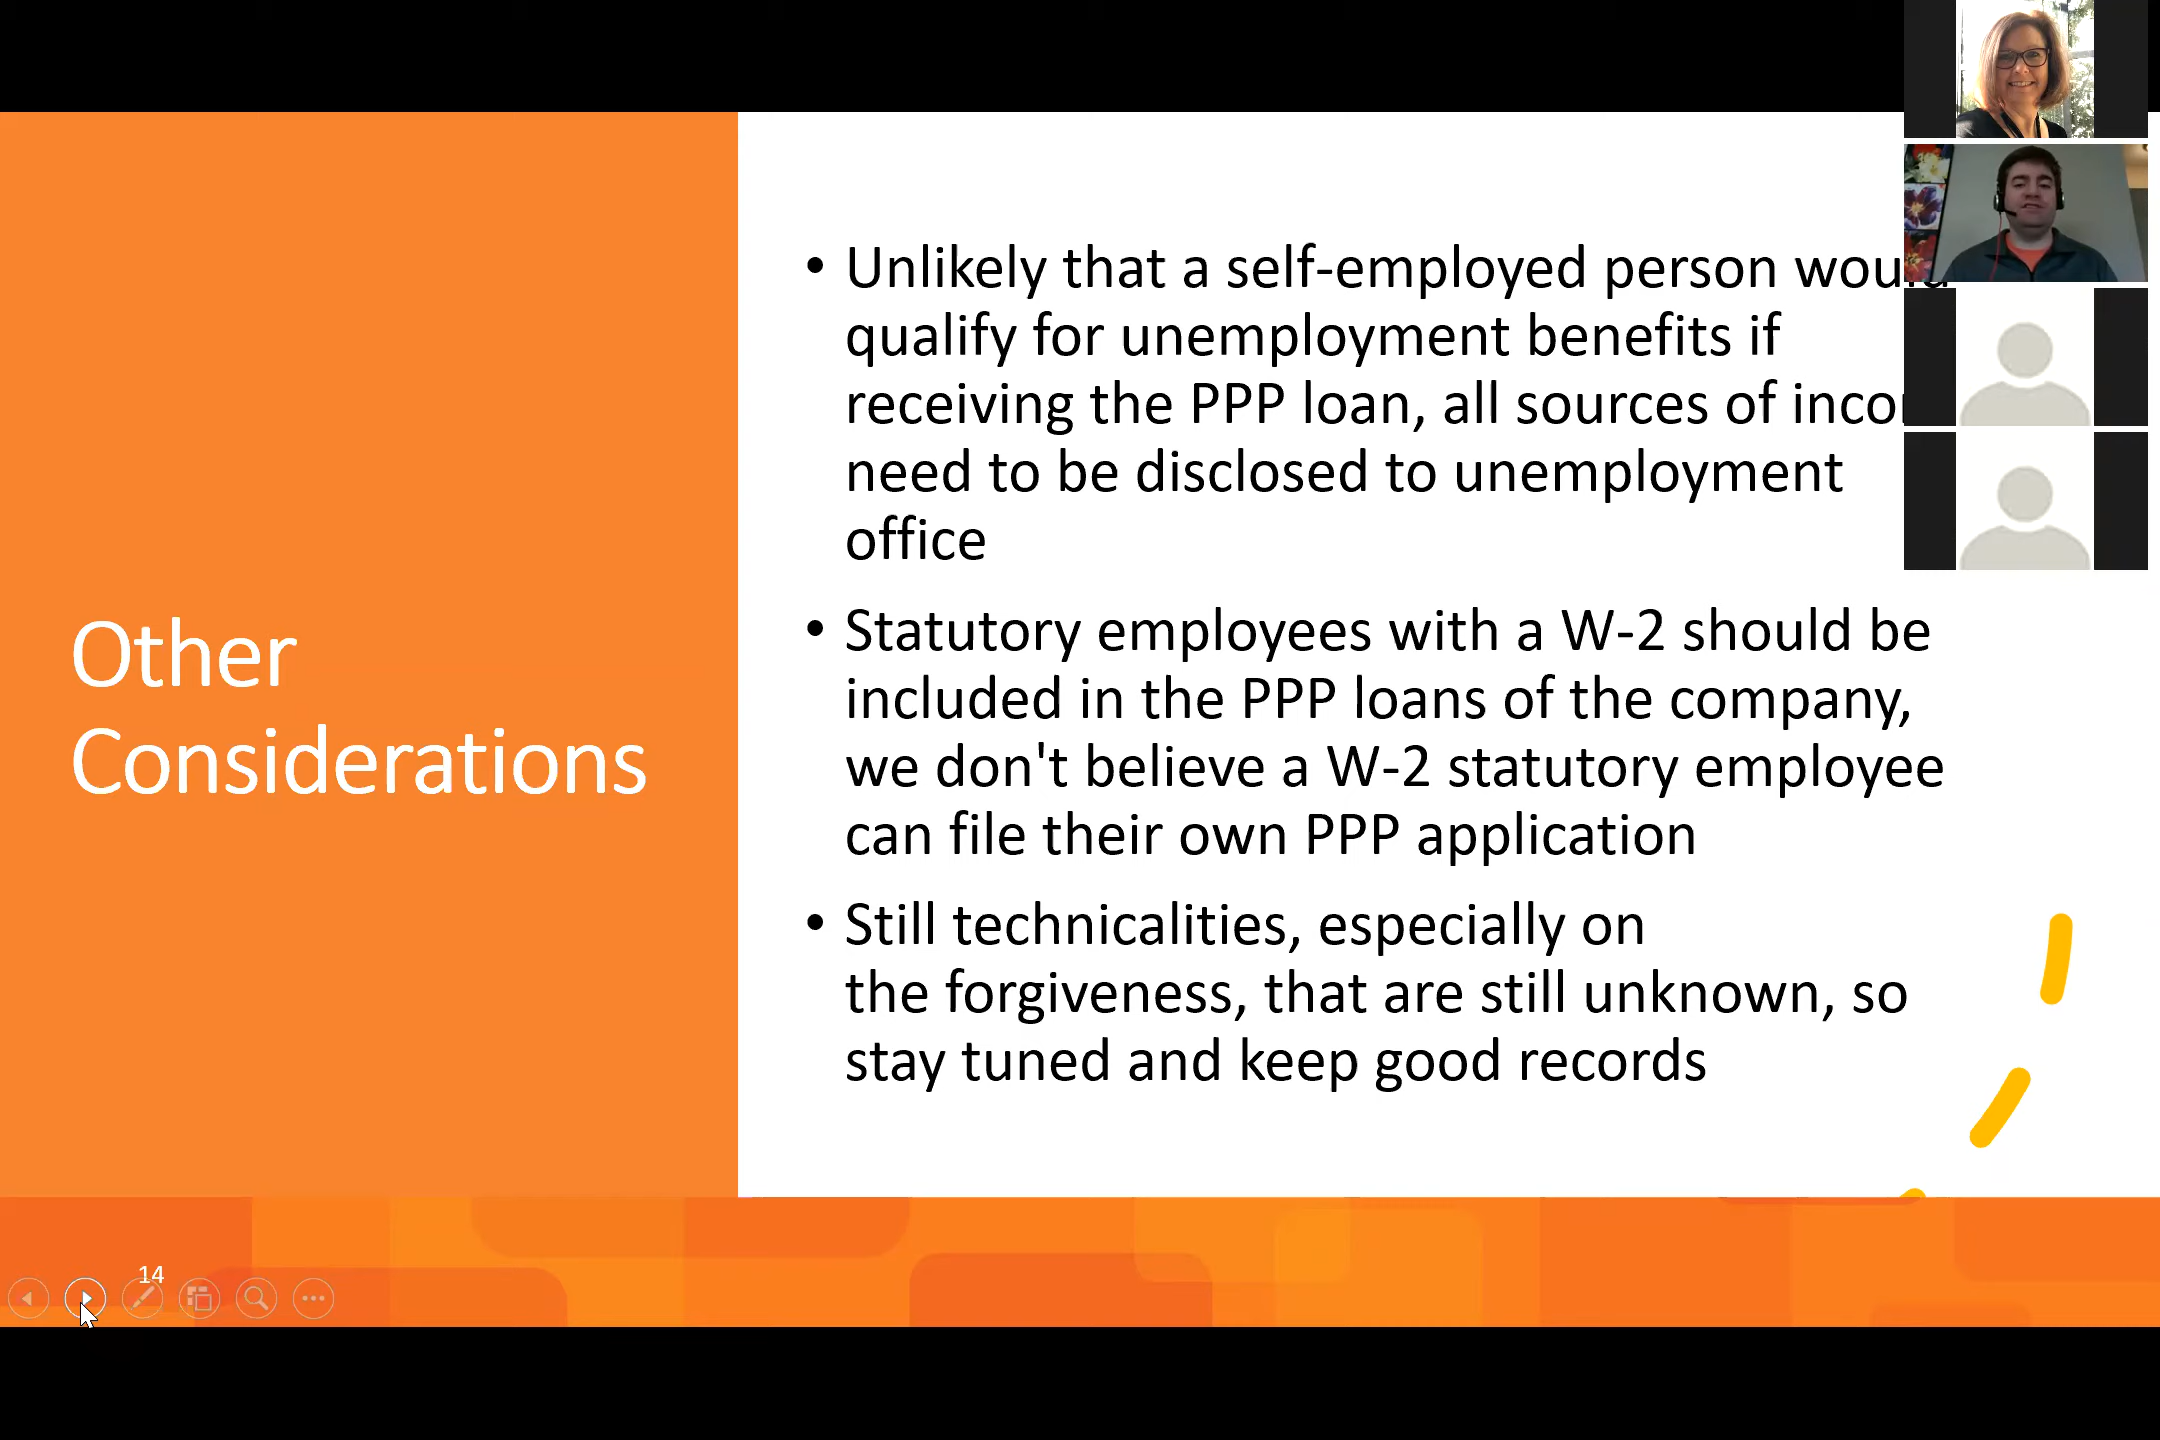 Other
Considerations
• Unlikely that a self-employed person would
qualify for unemployment benefits if
receiving the PPP loan, all sources of
need to be disclosed to unemployment
office
• Statutory employees with a W-2 should be
included in the PPP loans of the company,
we don't believe a W-2 statutory employee
can file their own PPP application
• Still technicalities, especially on
the forgiveness, that are still unknown, so
stay tuned and keep good records
14